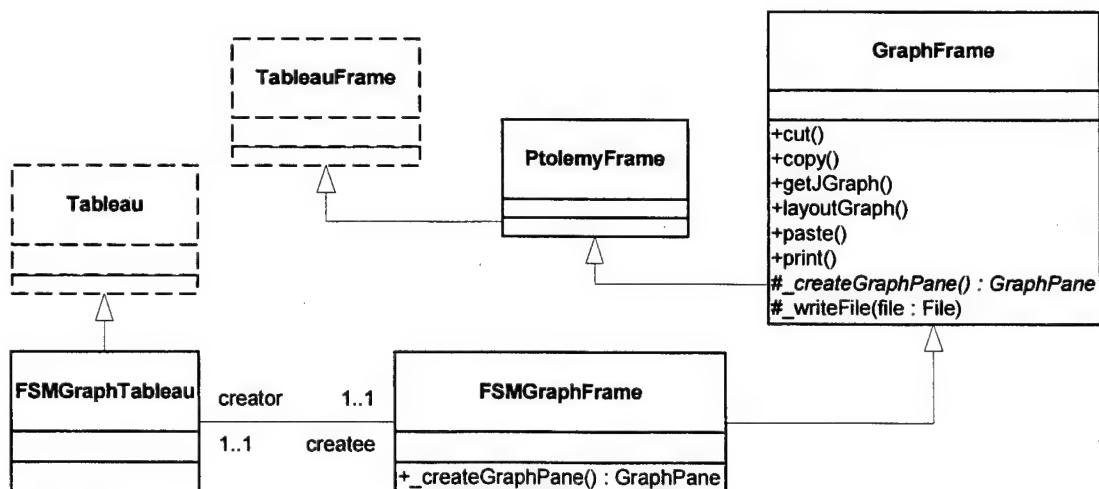 GraphFrame
TableauFrame
+cut()
+copy()
+getJGraph()
+layoutGraph()
+paste()
+print()
#_createGraphPane() : GraphPane
#_writeFile(file : File)
PtolemyFrame
Tableau
FSMGraphTableau
creator 1..1
1..1 createe
FSMGraphFrame
+_createGraphPane() : GraphPane